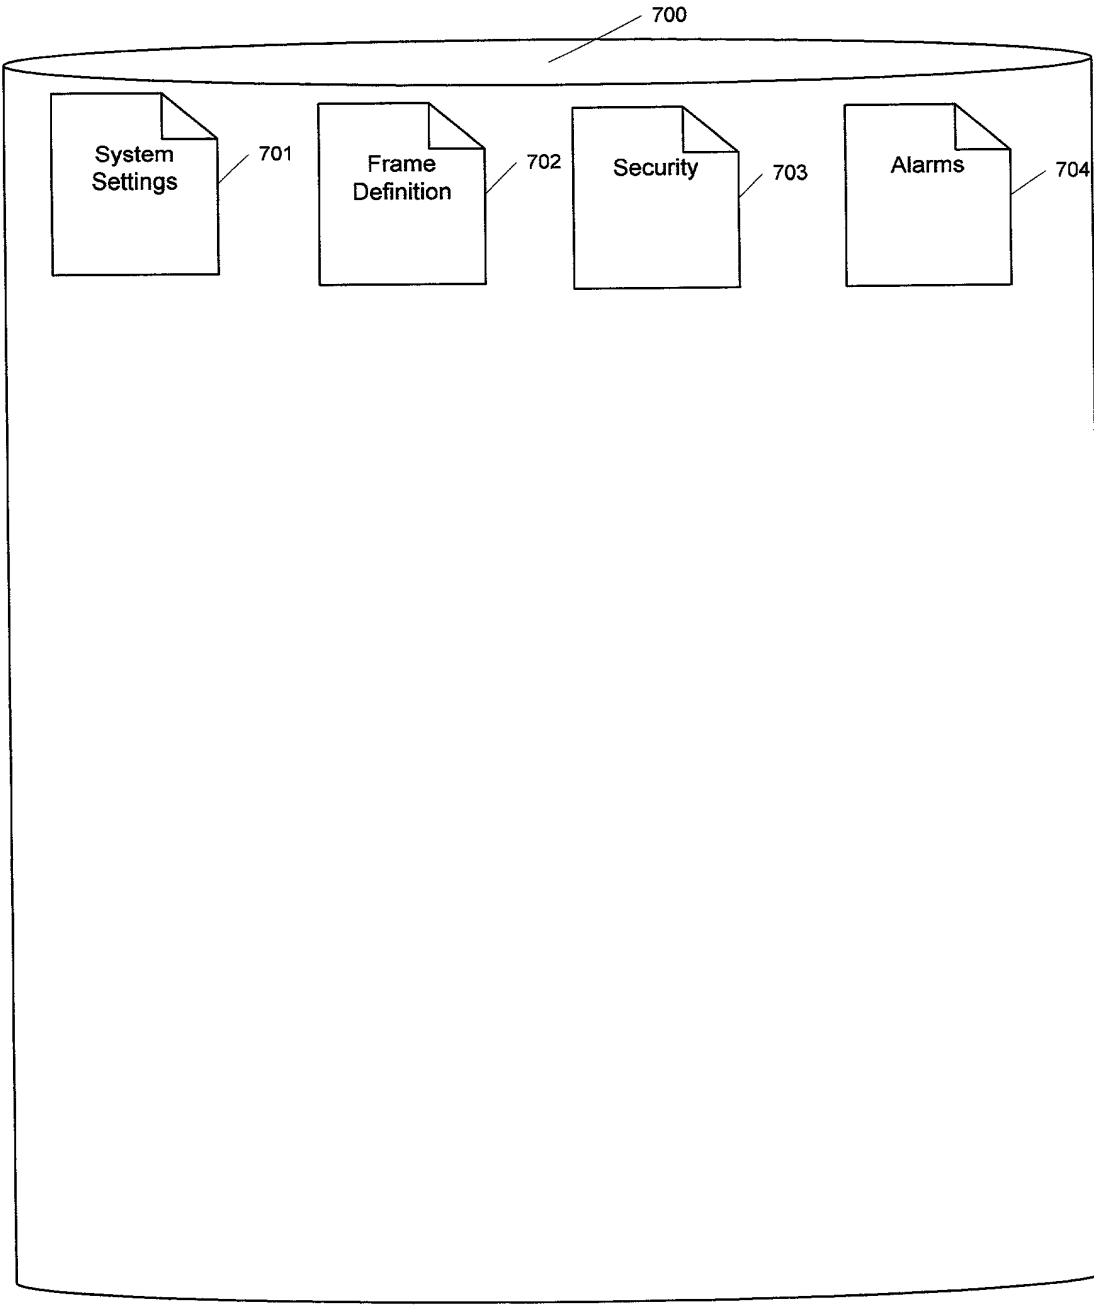 700
System
Settings
701
Frame
Definition
702
Security
703
Alarms
704